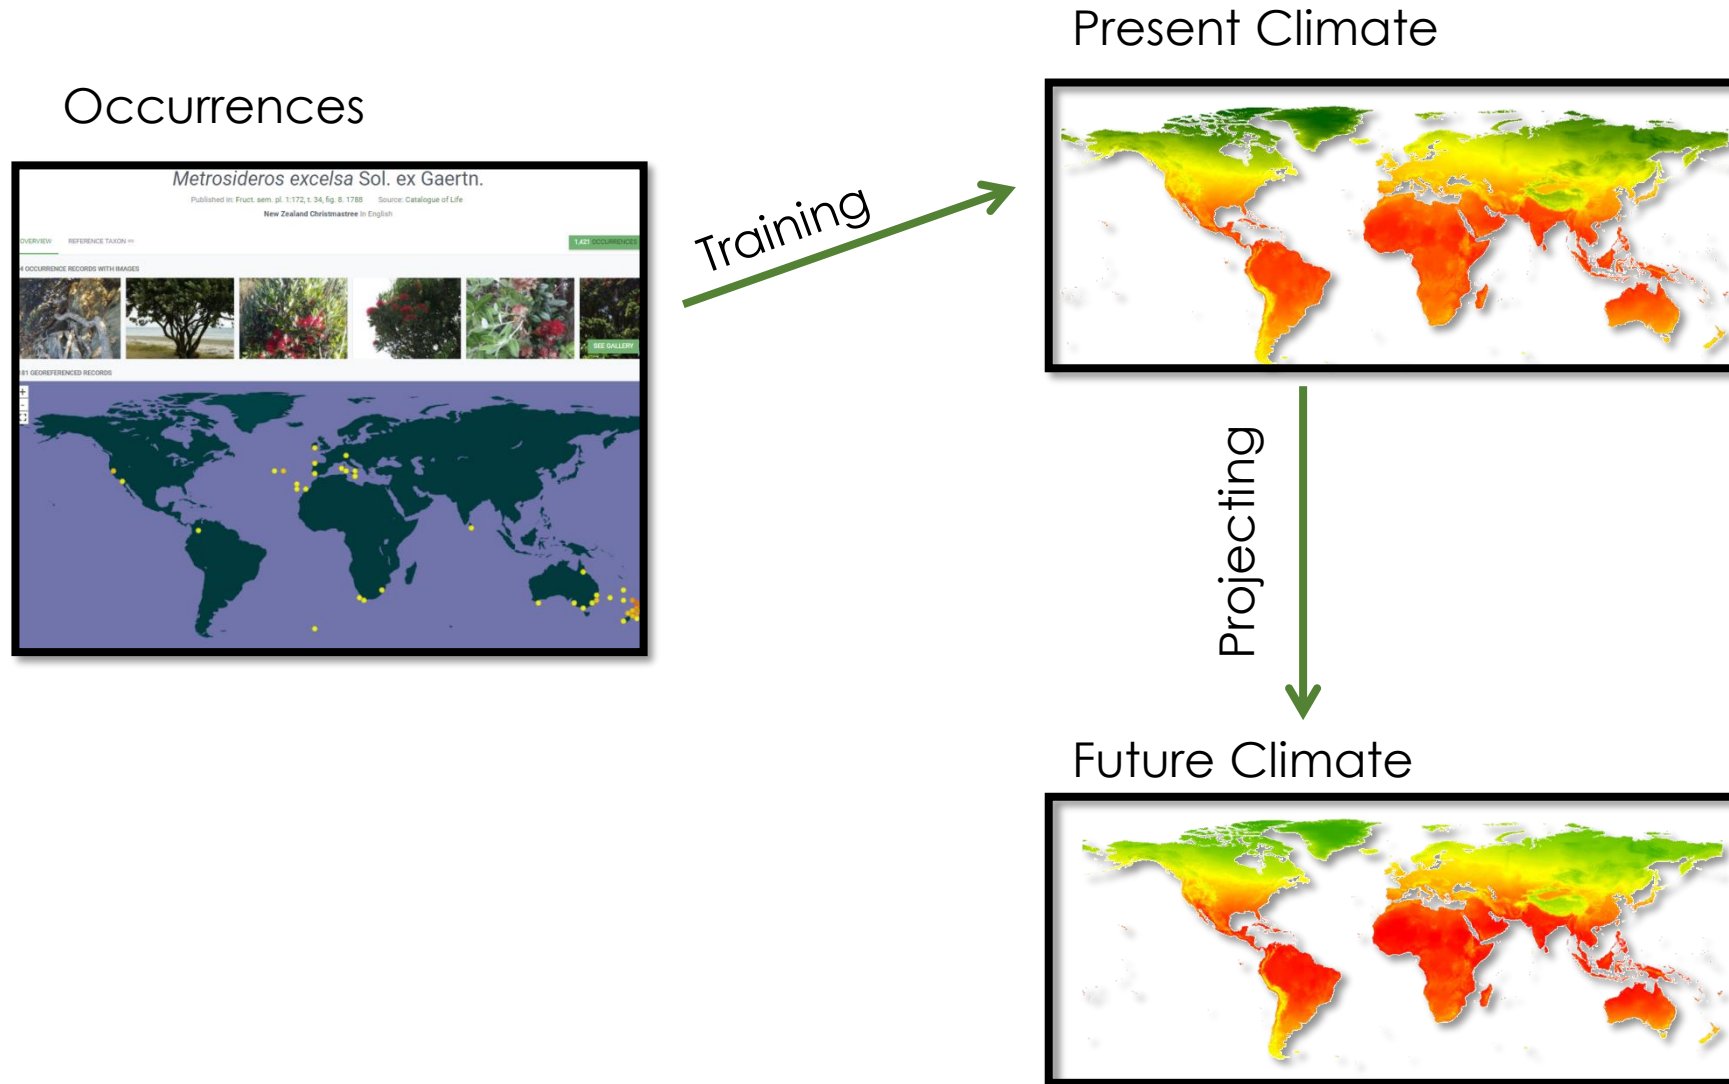 Present Climate
Occurrences
Metrosideros excelsa Sol. ex Gaertn.
Published in: Fruct. sem. pl. 1:172, t. 34, fig. 8. 1788 Source: Catalogue of Life
New Zealand Christmastree in English
OVERVIEW REFERENCE TAXON
1,421 OCCURRENCES
4 OCCURRENCE RECORDS WITH IMAGES
SEE GALLERY
181 GEOREFERENCED RECORDS
+
-
Training
Projecting
Future Climate